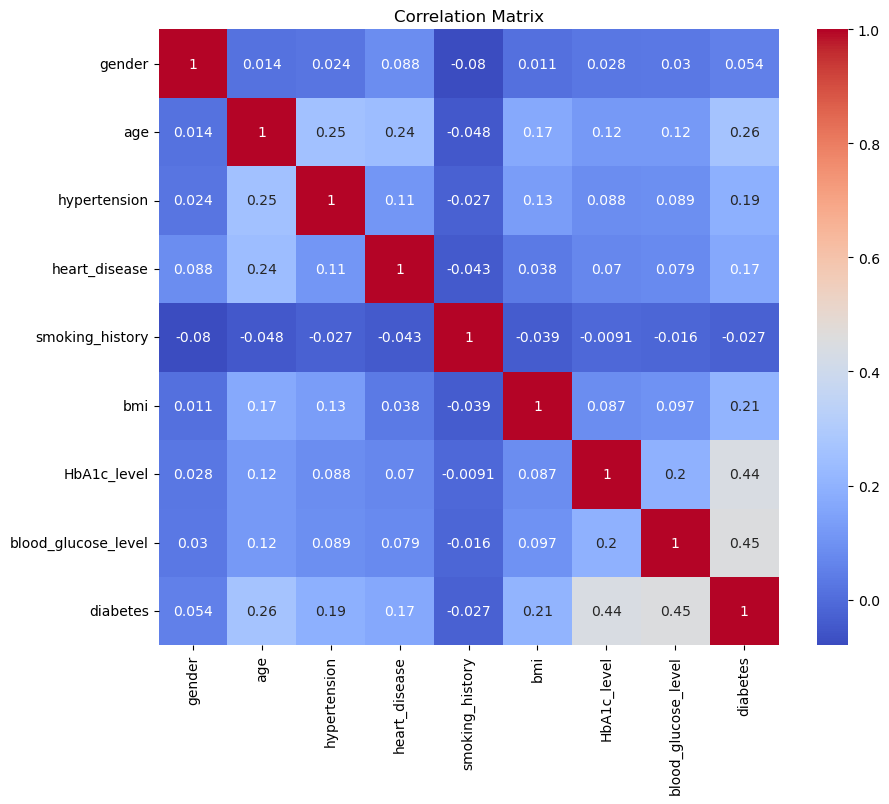 Correlation Matrix
gender 1 0.014 0.024 0.088 -0.08 0.011 0.028 0.03 0.054
age 0.014 1 0.25 0.24 -0.048 0.17 0.12 0.12 0.26
hypertension 0.024 0.25 1 0.11 -0.027 0.13 0.088 0.089 0.19
heart_disease 0.088 0.24 0.11 1 -0.043 0.038 0.07 0.079 0.17
smoking_history -0.08 -0.048 -0.027 -0.043 1 -0.039 -0.0091 -0.016 -0.027
bmi 0.011 0.17 0.13 0.038 -0.039 1 0.087 0.097 0.21
HbA1c_level 0.028 0.12 0.088 0.07 -0.0091 0.087 1 0.2 0.44
blood_glucose_level 0.03 0.12 0.089 0.079 -0.016 0.097 0.2 1 0.45
diabetes 0.054 0.26 0.19 0.17 -0.027 0.21 0.44 0.45 1
gender age hypertension heart_disease smoking_history bmi HbA1c_level blood_glucose_level diabetes
1.0
0.8
0.6
0.4
0.2
0.0